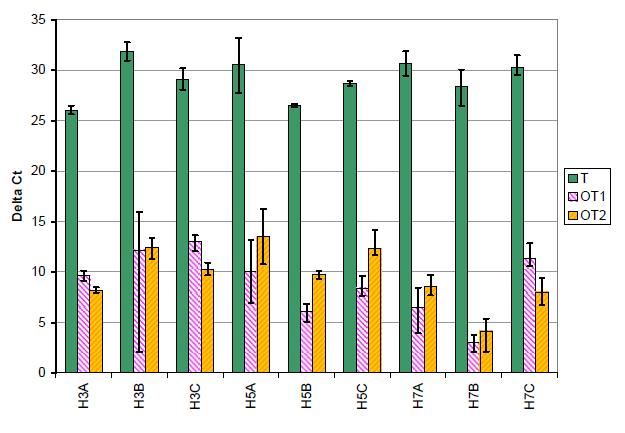 35
30
25
20
15
10
5
0
Delta Ct
H3A
H3B
H3C
H5A
H5B
H5C
H7A
H7B
H7C
T
OT1
OT2